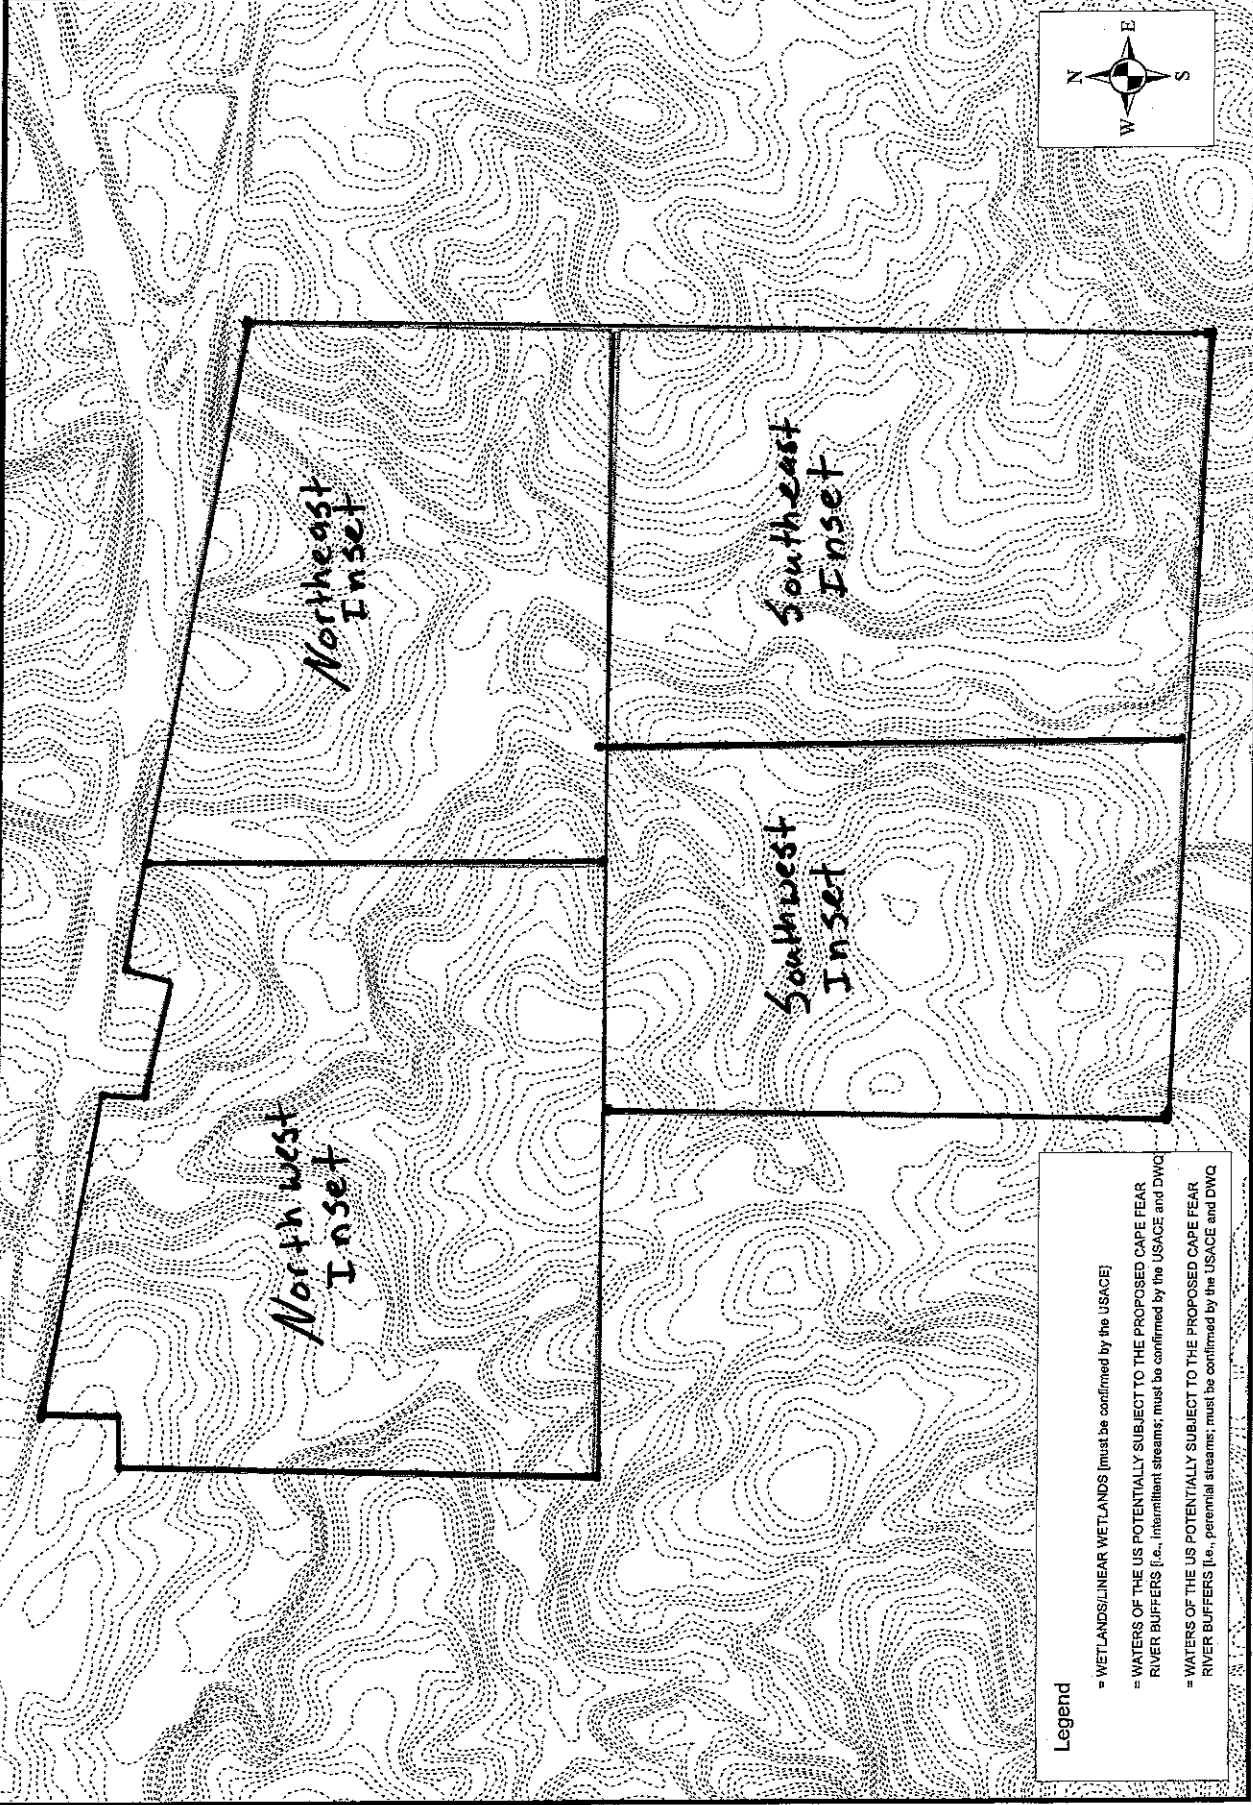 Northwest
Inset
Northeast
Inset
Southwest
Inset
Southeast
Inset
N
W
E
S
Legend
= WETLANDS/LINEAR WETLANDS [must be confirmed by the USACE]
= WATERS OF THE US POTENTIALLY SUBJECT TO THE PROPOSED CAPE FEAR
RIVER BUFFERS [i.e., intermittent streams; must be confirmed by the USACE and DWQ]
= WATERS OF THE US POTENTIALLY SUBJECT TO THE PROPOSED CAPE FEAR
RIVER BUFFERS [i.e., perennial streams; must be confirmed by the USACE and DWQ